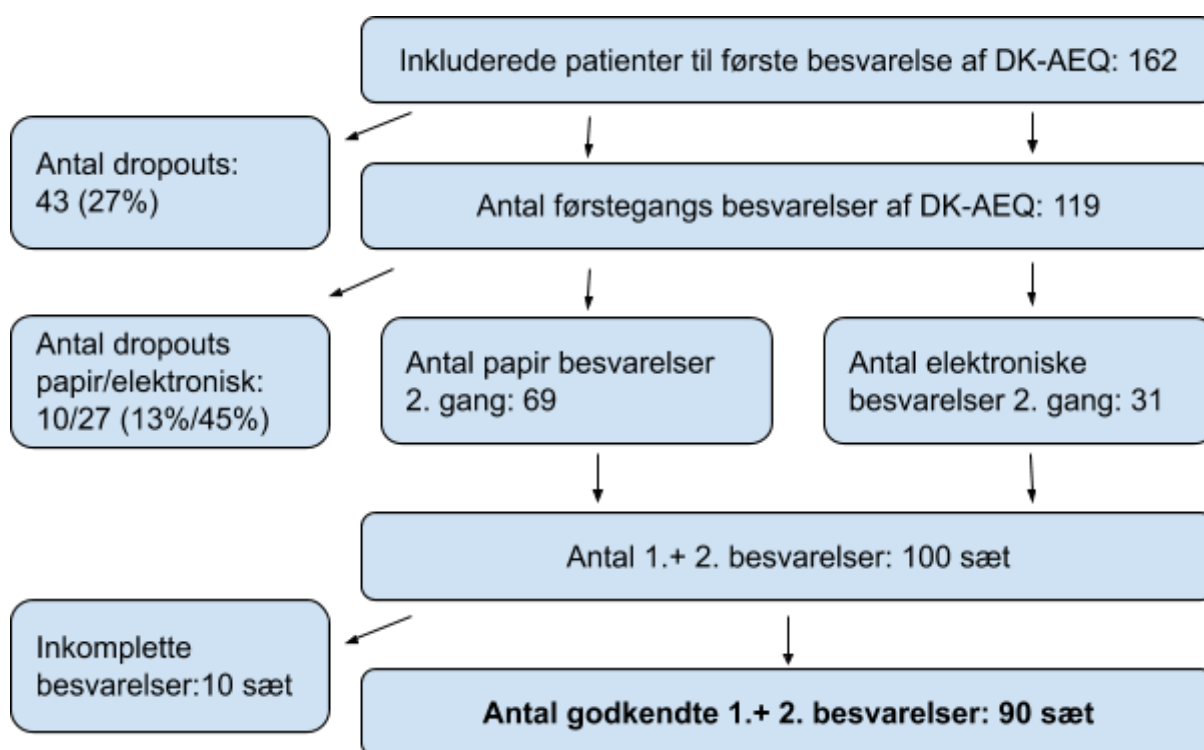 Inkluderede patienter til første besvarelse af DK-AEQ: 162
Antal dropouts:
43 (27%)
Antal førstegangs besvarelser af DK-AEQ: 119
Antal dropouts
papir/elektronisk:
10/27 (13%/45%)
Antal papir besvarelser
2. gang: 69
Antal elektroniske
besvarelser 2. gang: 31
Antal 1.+ 2. besvarelser: 100 sæt
Inkomplette
besvarelser:10 sæt
Antal godkendte 1.+ 2. besvarelser: 90 sæt